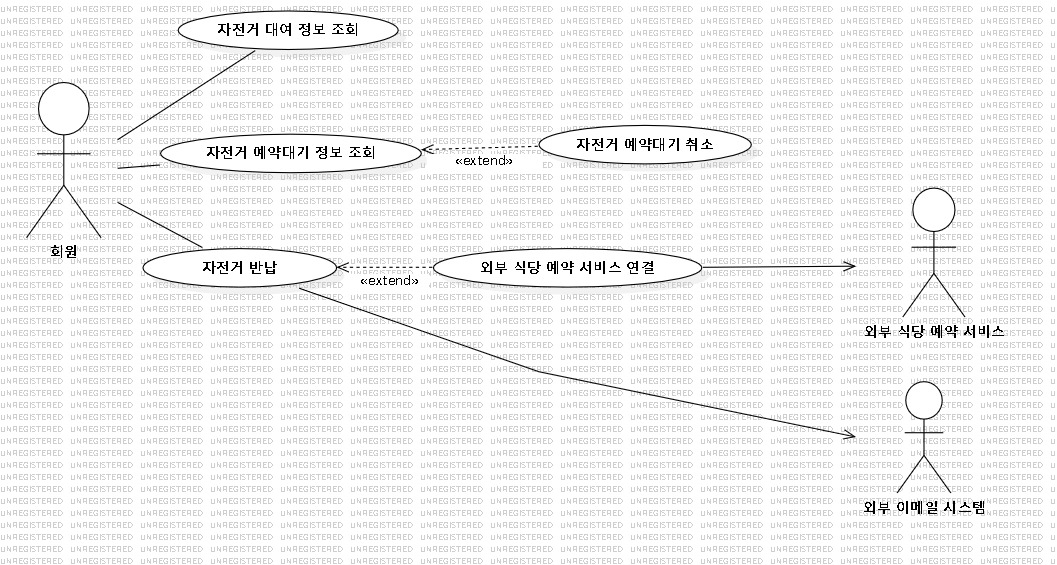 자전거 대여 정보 조회
자전거 예약대기 정보 조회
자전거 예약대기 취소
«extend»
회원
자전거 반납
외부 식당 예약 서비스 연결
«extend»
외부 식당 예약 서비스
외부 이메일 시스템
UNREGISTERED